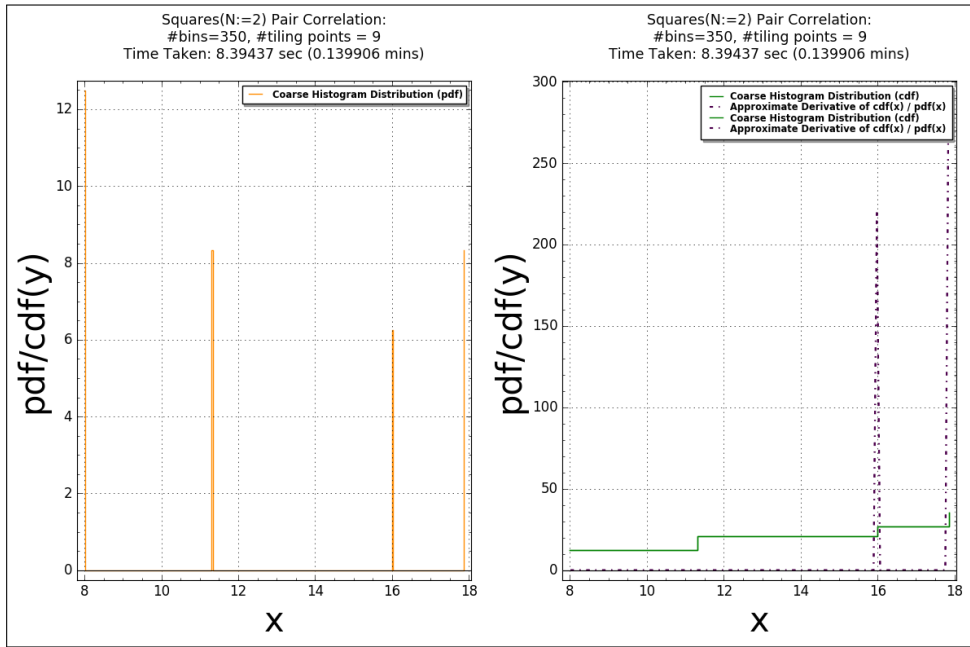 Squares(N:=2) Pair Correlation:
#bins=350, #tiling points = 9
Time Taken: 8.39437 sec (0.139906 mins)
Coarse Histogram Distribution (pdf)
pdf/cdf(y)
12
10
8
6
4
2
0
8 10 12 14 16 18
x
Squares(N:=2) Pair Correlation:
#bins=350, #tiling points = 9
Time Taken: 8.39437 sec (0.139906 mins)
Coarse Histogram Distribution (cdf)
Approximate Derivative of cdf(x) / pdf(x)
Coarse Histogram Distribution (cdf)
Approximate Derivative of cdf(x) / pdf(x)
pdf/cdf(y)
300
250
200
150
100
50
0
8 10 12 14 16 18
x